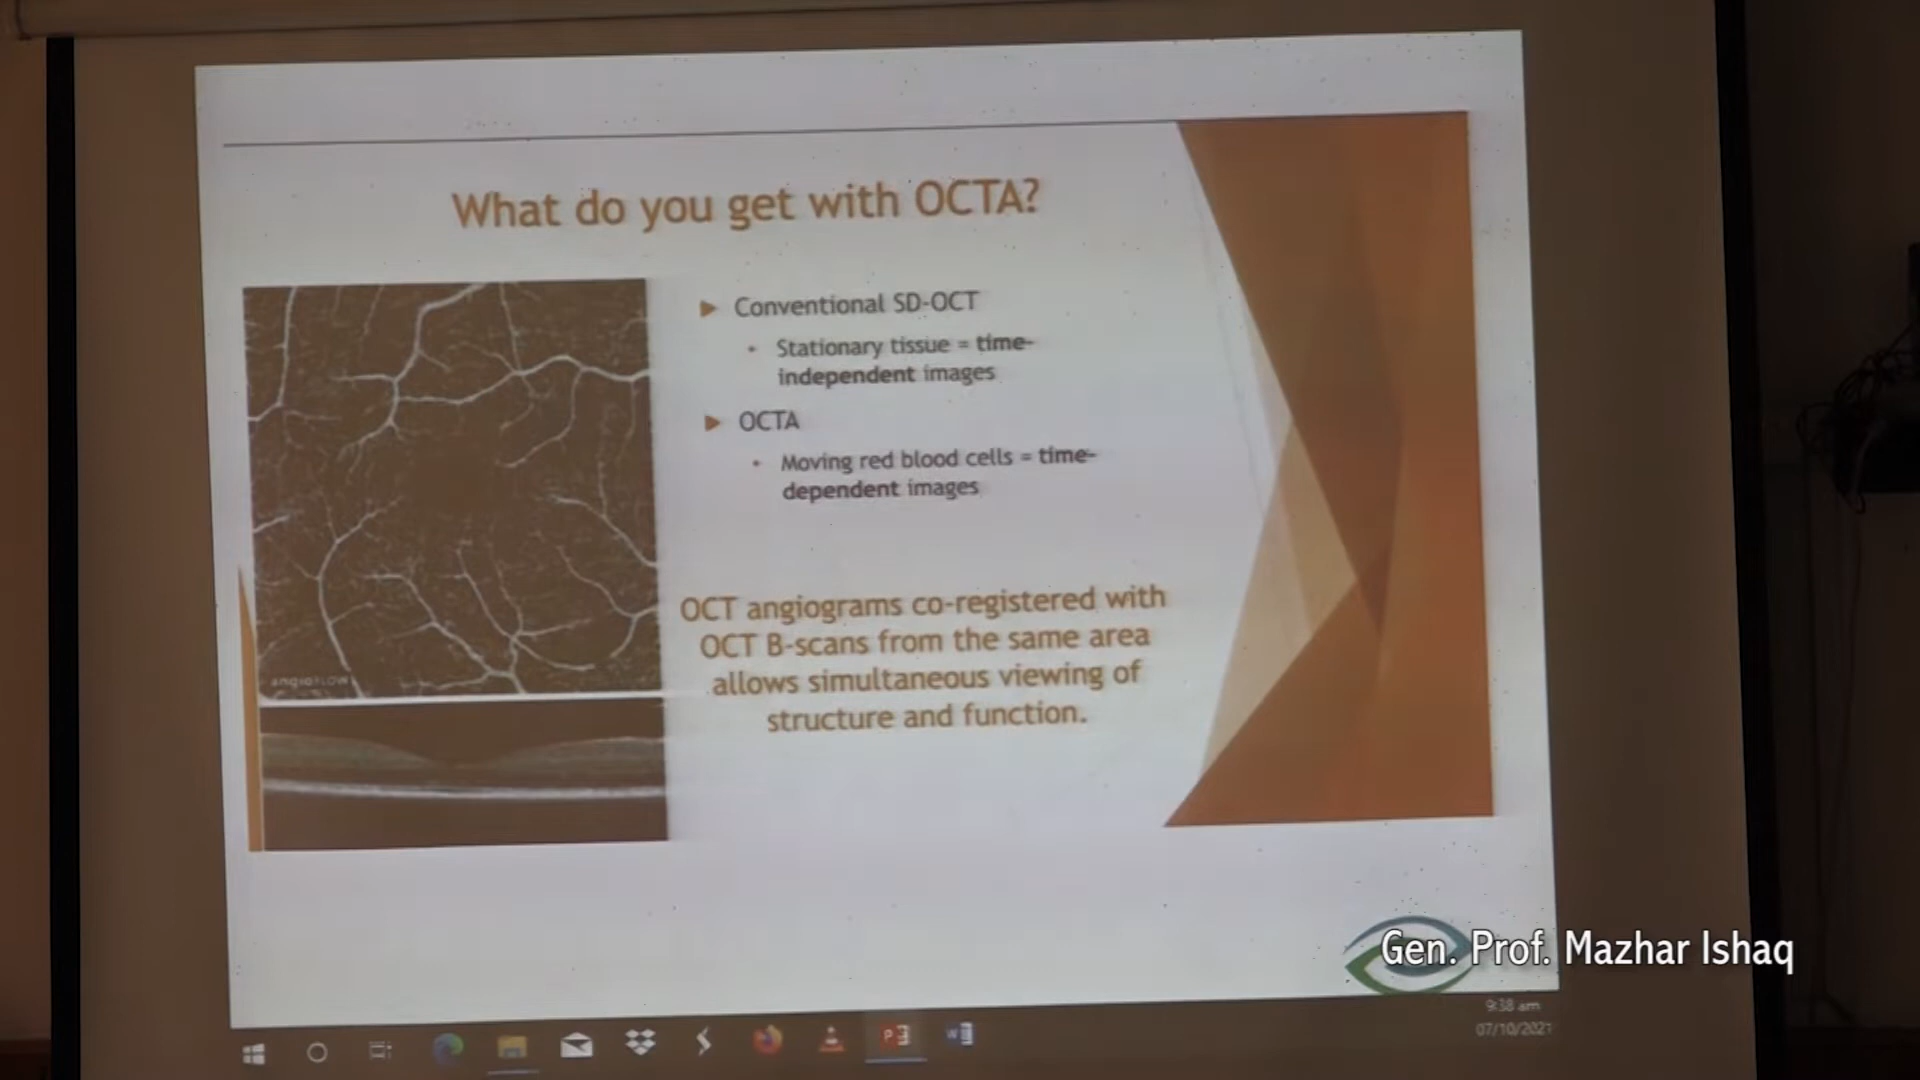 What do you get with OCTA?
Conventional SD-OCT
Stationary tissue = time-
independent images
OCTA
Moving red blood cells = time-
dependent images
OCT angiograms co-registered with
OCT B-scans from the same area
allows simultaneous viewing of
structure and function.
angioflow
Gen. Prof. Mazhar Ishaq
9:38 am
07/10/2021